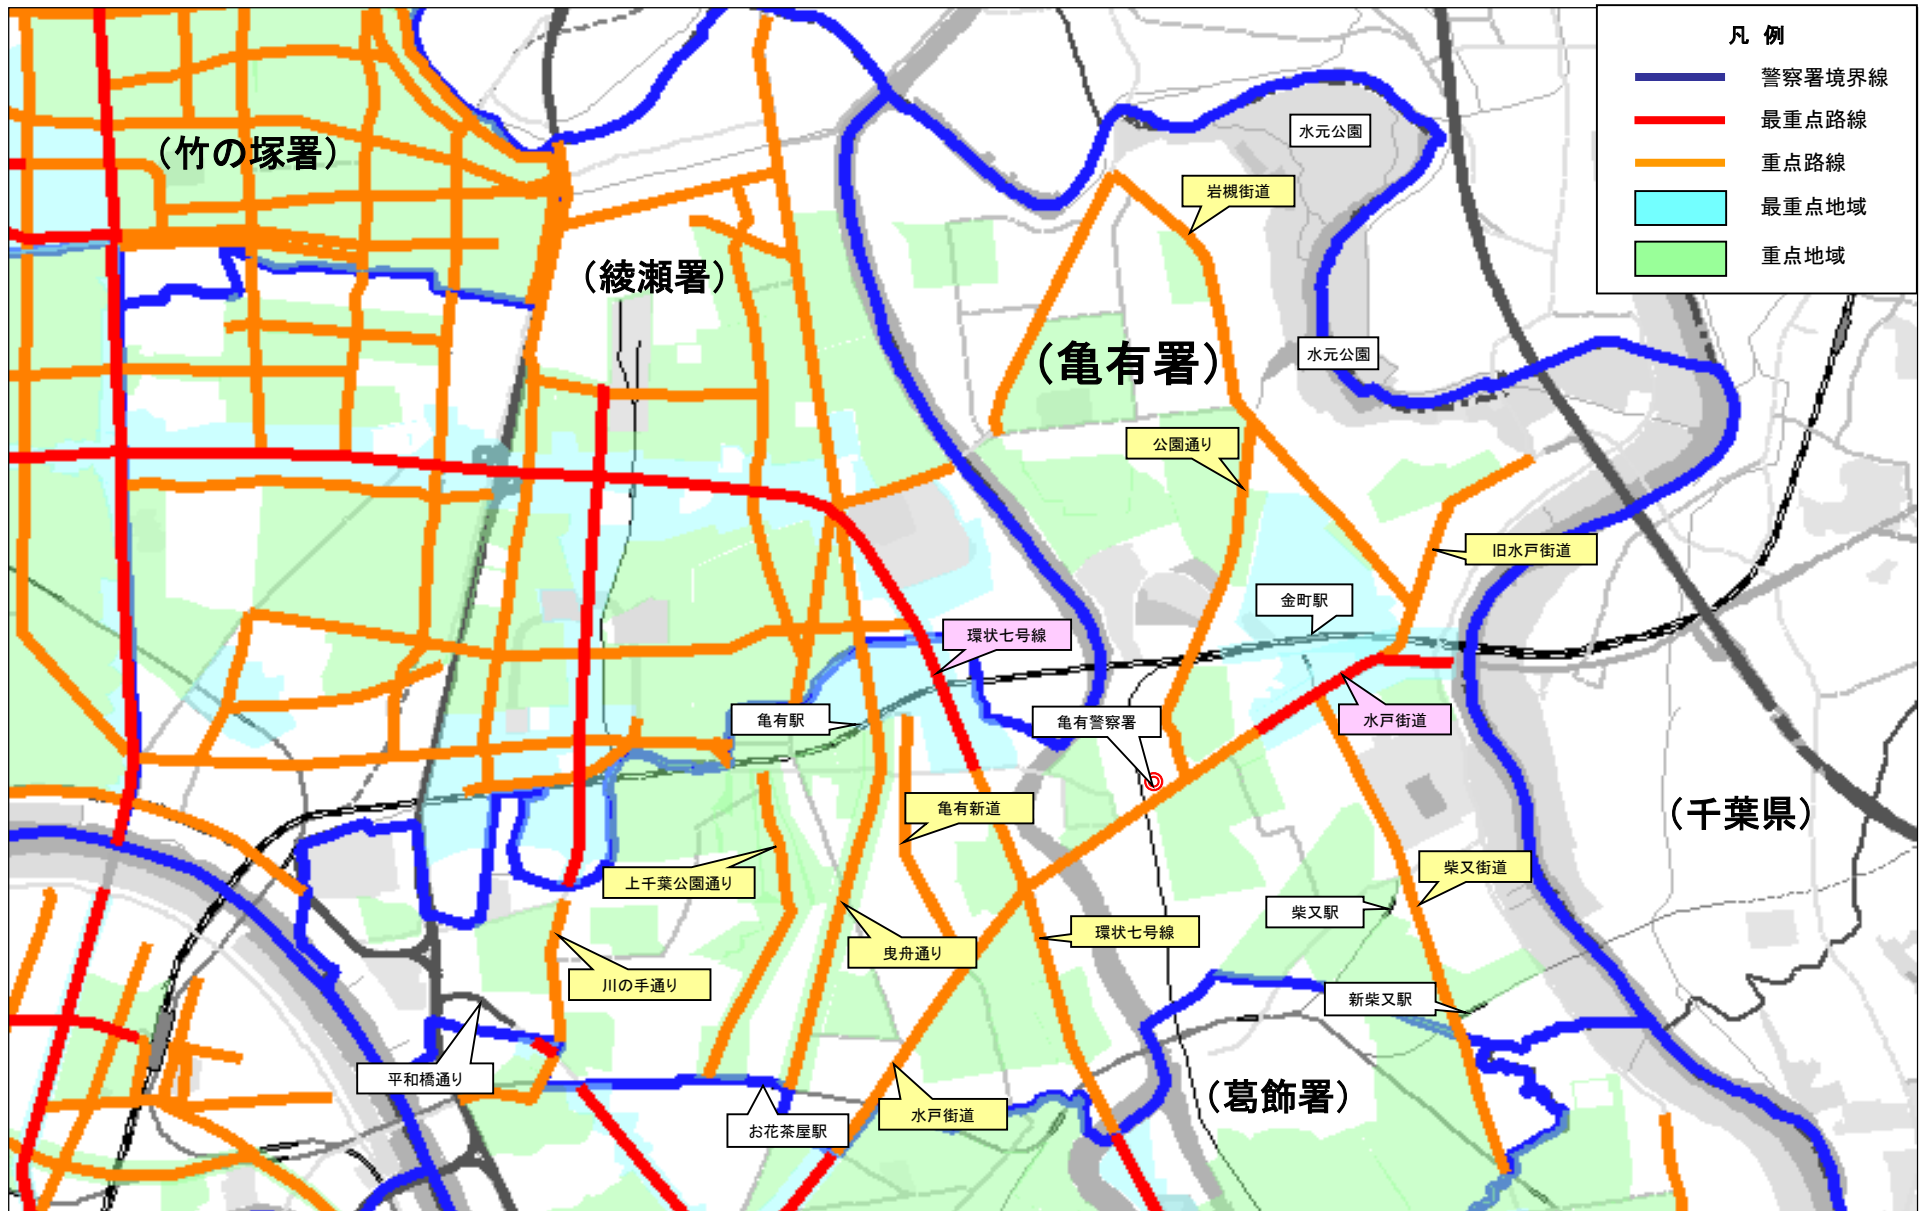 凡 例
警察署境界線
最重点路線
重点路線
最重点地域
重点地域
水元公園
(竹の塚署)
岩槻街道
(綾瀬署)
(亀有署)
水元公園
公園通り
旧水戸街道
金町駅
環状七号線
亀有駅
亀有警察署
水戸街道
亀有新道
(千葉県)
上千葉公園通り
柴又街道
柴又駅
環状七号線
曳舟通り
川の手通り
新柴又駅
平和橋通り
(葛飾署)
水戸街道
お花茶屋駅